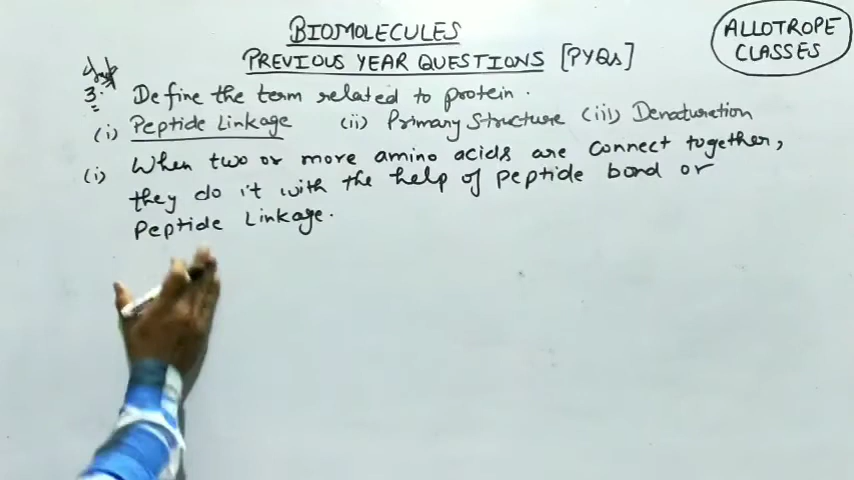 BIOMOLECULES
PREVIOUS YEAR QUESTIONS [PYQs]
ALLOTROPE
CLASSES
3. Define the term related to protein.
(i) Peptide Linkage (ii) Primary Structure (iii) Denaturation
(i) When two or more amino acids are connect together,
they do it with the help of peptide bond or
Peptide Linkage.